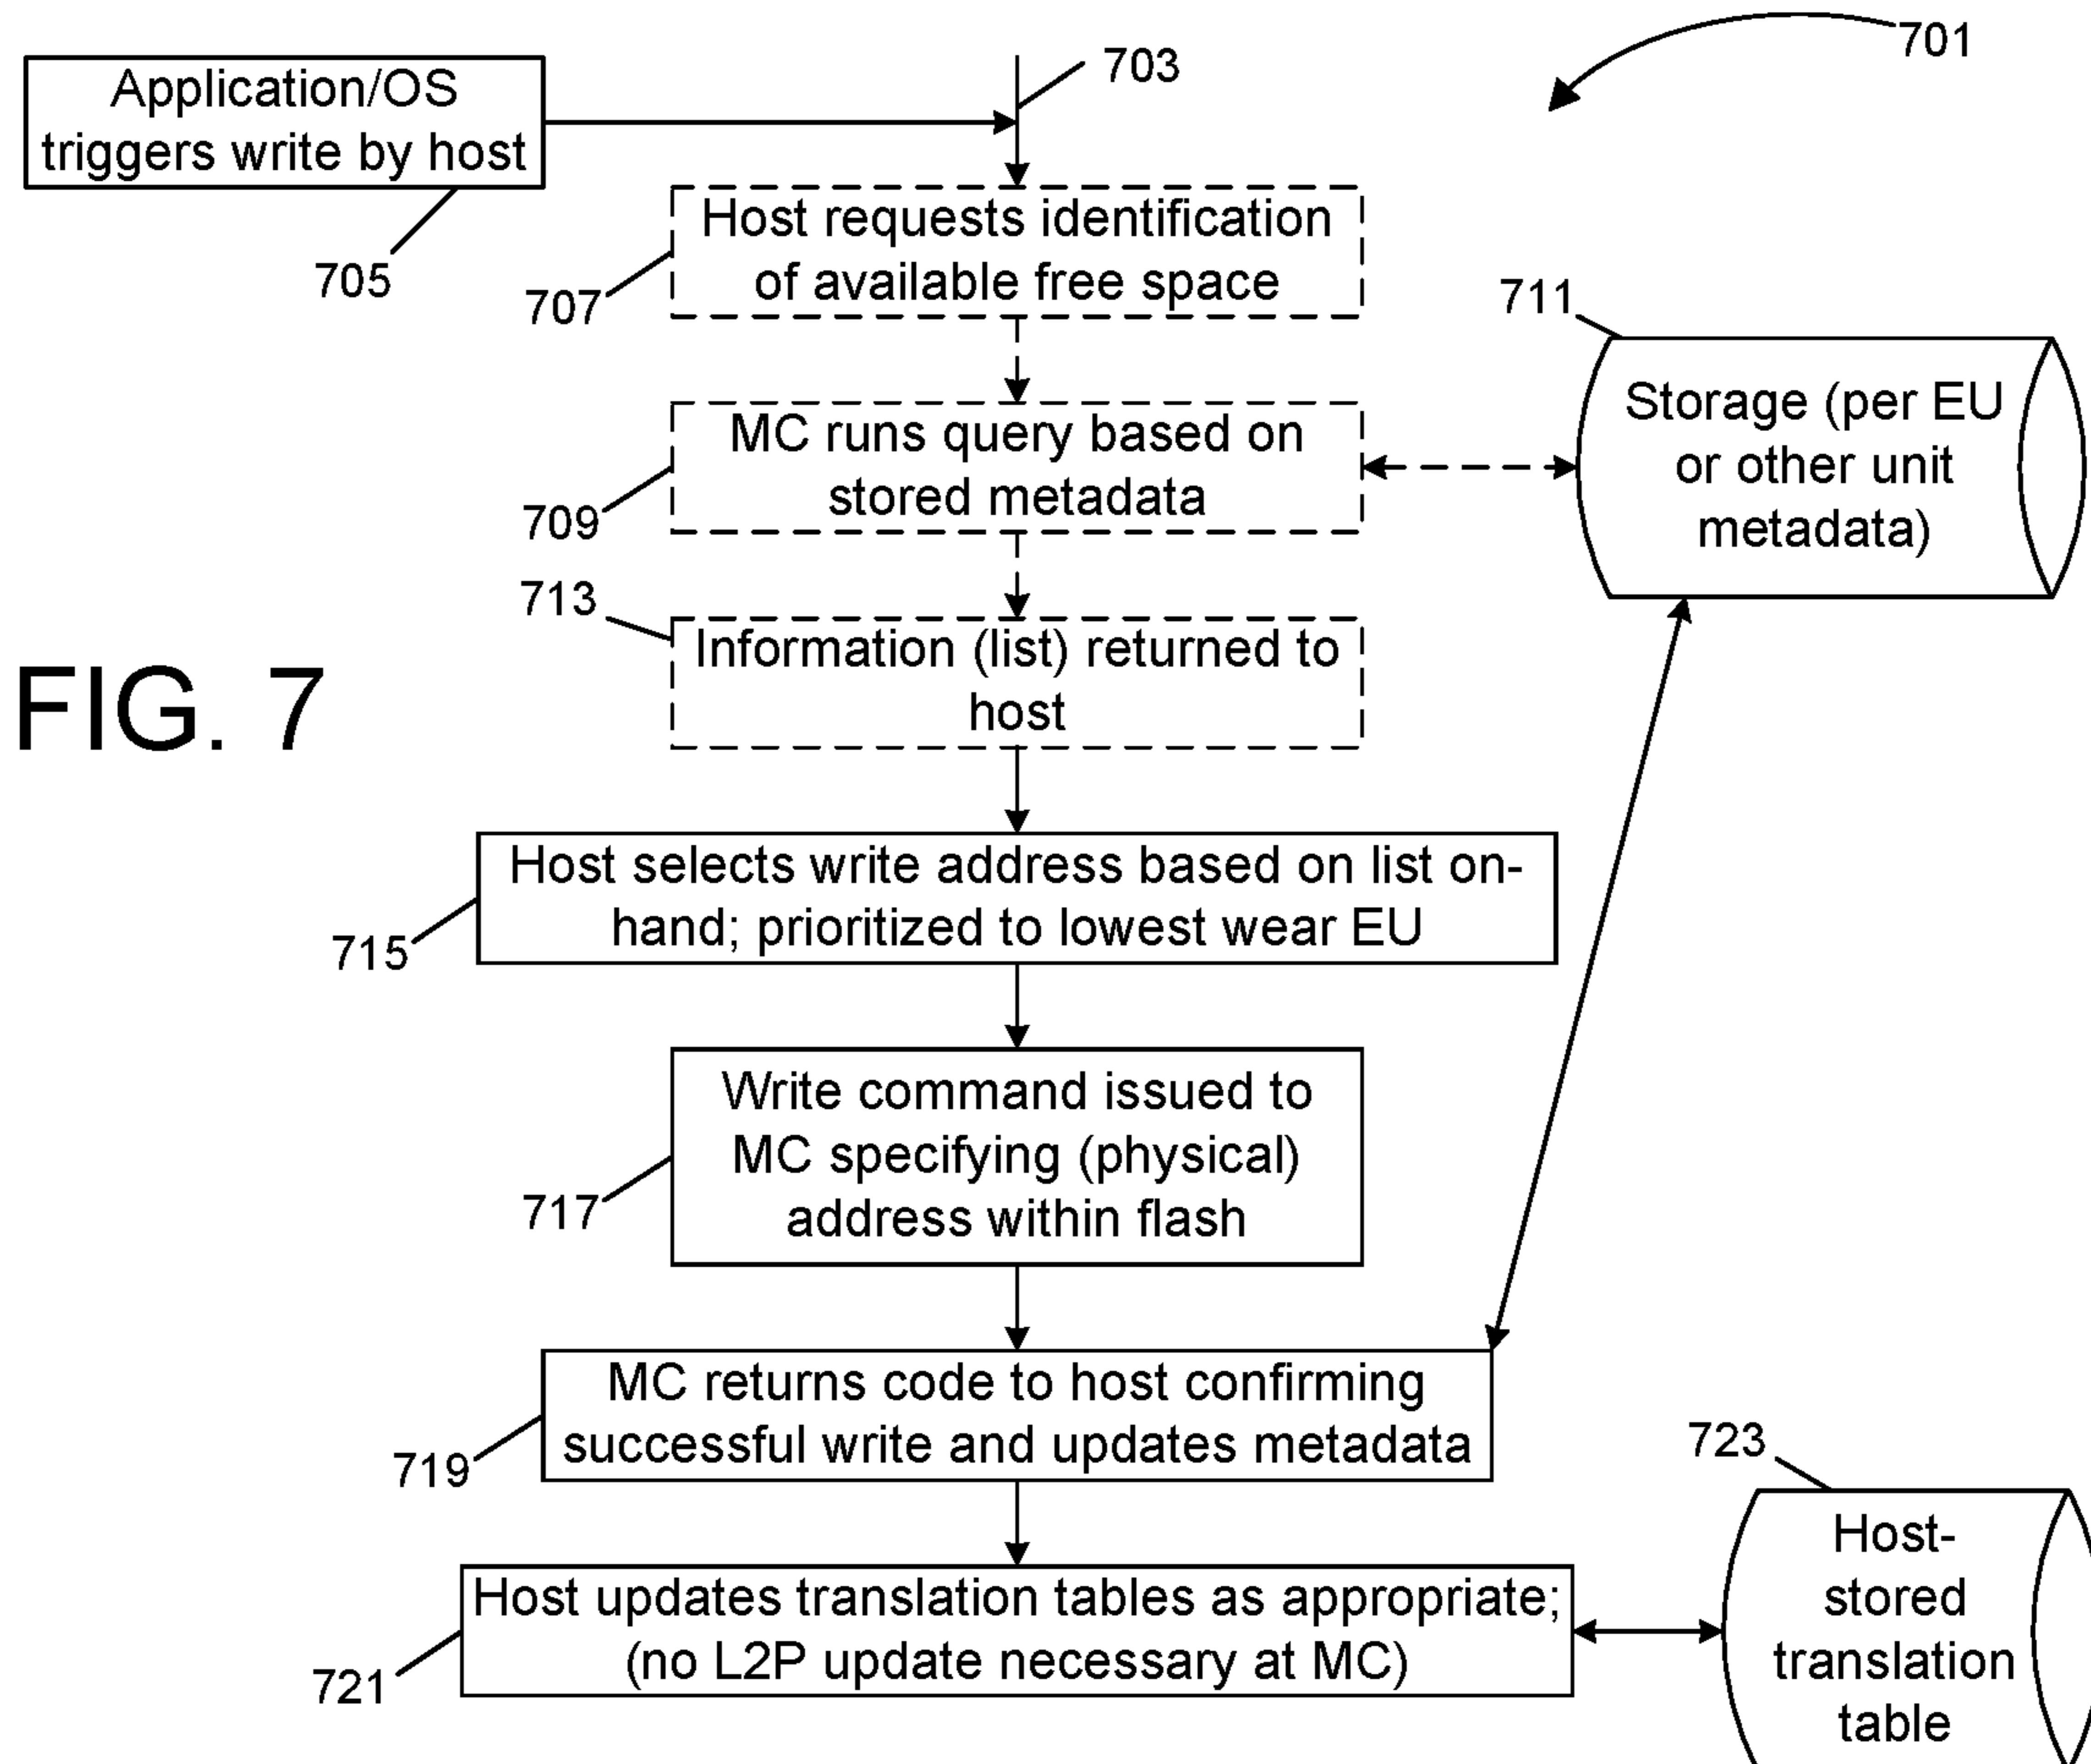 701
703
Application/OS
triggers write by host
705
Host requests identification
of available free space
707
711
Storage (per EU
or other unit
metadata)
MC runs query based on
stored metadata
709
713
Information (list) returned to
host
FIG. 7
Host selects write address based on list on-
hand; prioritized to lowest wear EU
715
Write command issued to
MC specifying (physical)
address within flash
717
MC returns code to host confirming
successful write and updates metadata
719
723
Host-
stored
translation
table
Host updates translation tables as appropriate;
(no L2P update necessary at MC)
721